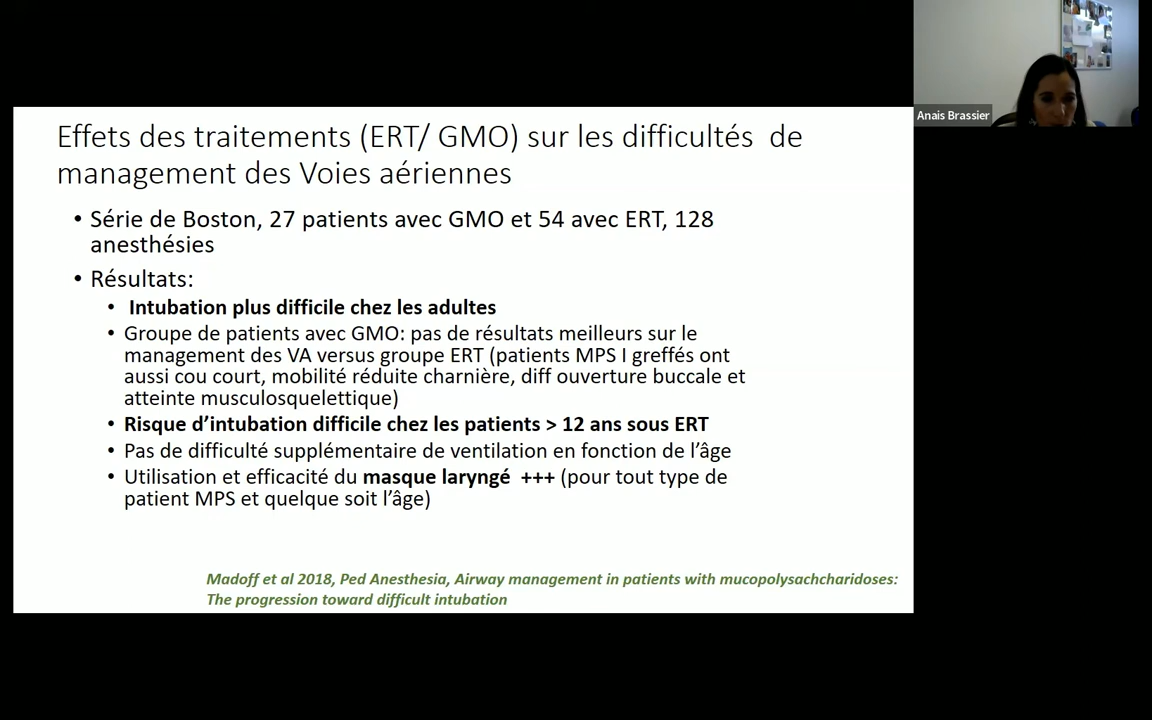 Anais Brassier
Effets des traitements (ERT/ GMO) sur les difficultés  de
management des Voies aériennes
• Série de Boston, 27 patients avec GMO et 54 avec ERT, 128
anesthésies
• Résultats:
• Intubation plus difficile chez les adultes
• Groupe de patients avec GMO: pas de résultats meilleurs sur le
management des VA versus groupe ERT (patients MPS I greffés ont
aussi cou court, mobilité réduite charnière, diff ouverture buccale et
atteinte musculosquelettique)
• Risque d’intubation difficile chez les patients > 12 ans sous ERT
• Pas de difficulté supplémentaire de ventilation en fonction de l’âge
• Utilisation et efficacité du masque laryngé  +++ (pour tout type de
patient MPS et quelque soit l’âge)
Madoff et al 2018, Ped Anesthesia, Airway management in patients with mucopolysachcharidoses:
The progression toward difficult intubation